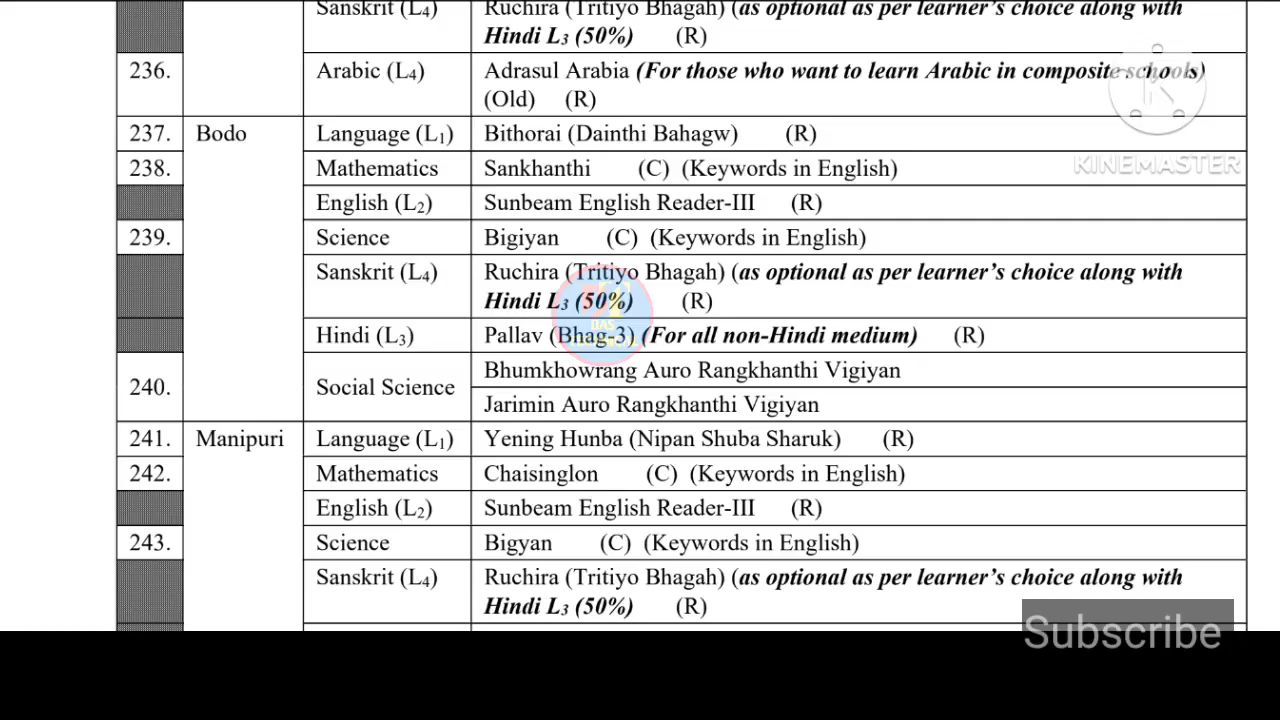 Sanskrit (L4) Ruchira (Tritiyo Bhagah) (as optional as per learner's choice along with
Hindi L3 (50%) (R)
236. Arabic (L4) Adrasul Arabia (For those who want to learn Arabic in composite schools)
(Old) (R)
237. Bodo Language (L1) Bithorai (Dainthi Bahagw) (R)
238. Mathematics Sankhanthi (C) (Keywords in English)
English (L2) Sunbeam English Reader-III (R)
239. Science Bigiyan (C) (Keywords in English)
Sanskrit (L4) Ruchira (Tritiyo Bhagah) (as optional as per learner's choice along with
Hindi L3 (50%) (R)
Hindi (L3) Pallav (Bhag-3) (For all non-Hindi medium) (R)
240. Social Science Bhumkhowrang Auro Rangkhanthi Vigiyan
Jarimin Auro Rangkhanthi Vigiyan
241. Manipuri Language (L1) Yening Hunba (Nipan Shuba Sharuk) (R)
242. Mathematics Chaisinglon (C) (Keywords in English)
English (L2) Sunbeam English Reader-III (R)
243. Science Bigyan (C) (Keywords in English)
Sanskrit (L4) Ruchira (Tritiyo Bhagah) (as optional as per learner's choice along with
Hindi L3 (50%) (R)
KINEMASTER
DAS
Subscribe